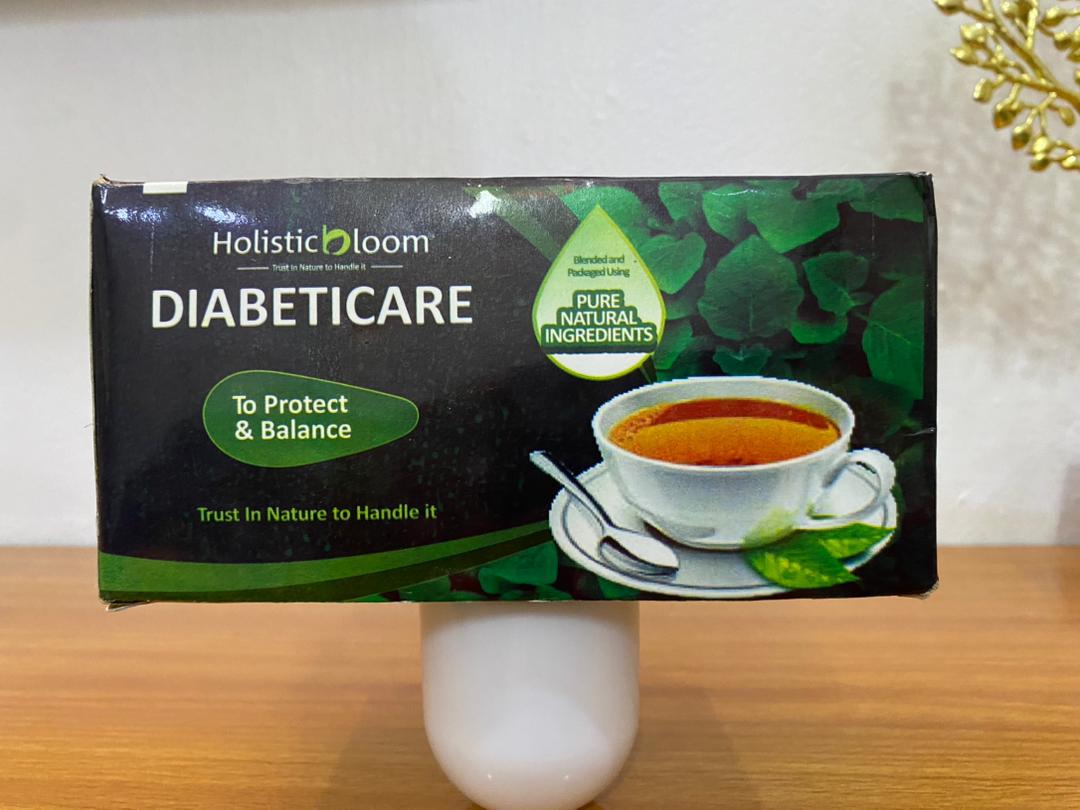 Holisticbloom
Trust In Nature to Handle it
DIABETICARE
To Protect
& Balance
Trust In Nature to Handle it
Blended and
Packaged Using
PURE
NATURAL
INGREDIENTS